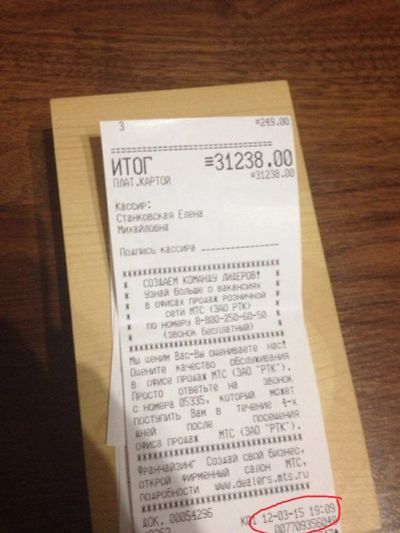 3 =249.00
ИТОГ =31238.00
ПЛАТ.КАРТОЙ =31238.00
Кассир:
Станковская Елена
Михайловна
Подпись кассира
СОЗДАЕМ КОМАНДУ ЛИДЕРОВ!
Узнай больше о вакансиях
в офисах продаж розничной
сети МТС (ЗАО РТК)
по номеру 8-800-250-60-50
(звонок бесплатный)
Мы ценим Вас-Вы оцениваете нас!
Оцените качество обслуживания
в офисе продаж МТС (ЗАО "РТК").
Просто ответьте на звонок
с номера 05335, который может
поступить Вам в течение 4-х
дней после посещения
офиса продаж МТС (ЗАО "РТК").
Франчайзинг Создай свой бизнес,
открой фирменный салон МТС,
подробности www.dealers.mts.ru
ДОК. 00054296 К01 12-03-15 19:09